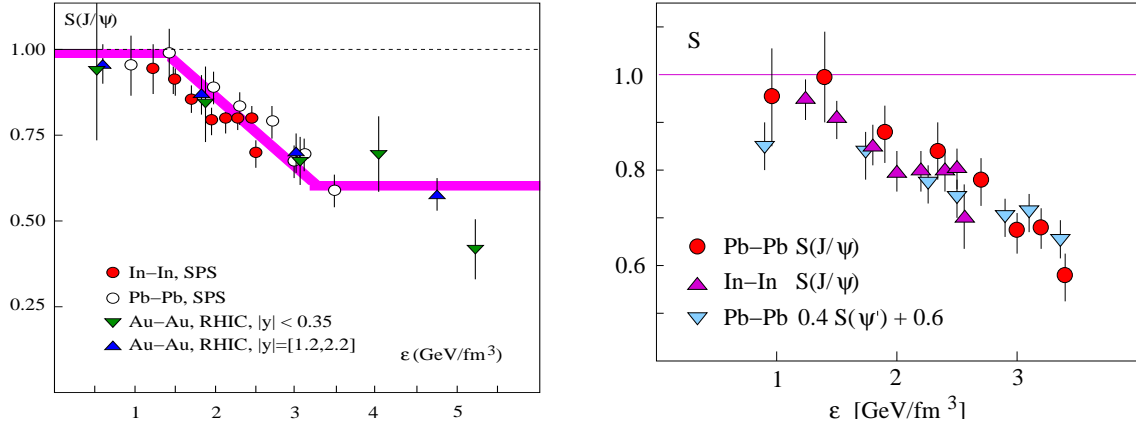 S(J/ψ)
1.00
0.75
0.50
0.25
In–In, SPS
Pb–Pb, SPS
Au–Au, RHIC, |y| < 0.35
Au–Au, RHIC, |y|=[1.2,2.2]
ε(GeV/fm³)
1 2 3 4 5
S
1.0
0.8
0.6
Pb–Pb S(J/ψ)
In–In S(J/ψ)
Pb–Pb 0.4 S(ψ') + 0.6
1 2 3
ε [GeV/fm ³]